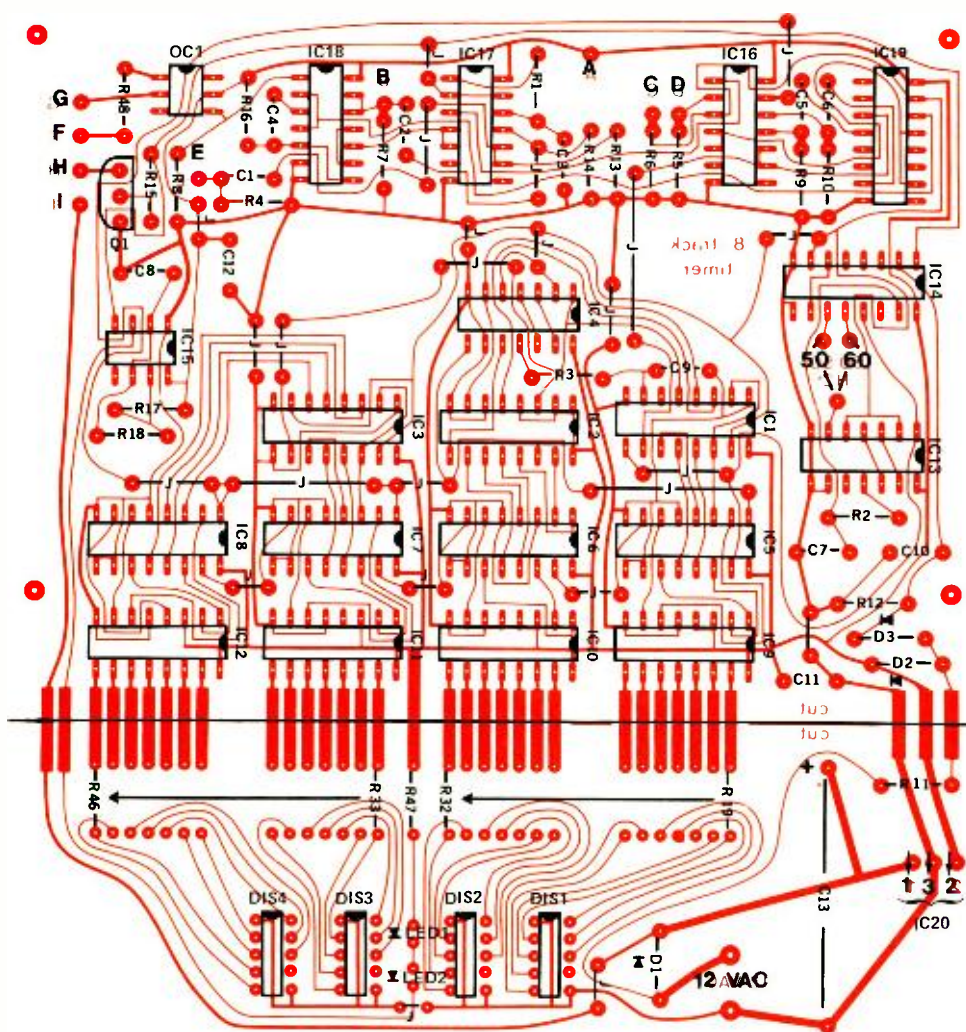 OC1 IC18 IC17 IC16 IC19
B A C D
G R48 R16 C4 R7 C2 J R1 J C3 R14 R13 R6 R5 C5 C6 R9 R10
F
H E R15 R8 C1
I R4
Q1 J
C8 C12 J J J
8 track
timer
IC4 IC14
IC15 J J
50 60
R3 C9
R17 IC3 IC2 IC1
R18 IC13
J J J J
R2
IC8 IC7 IC6 IC5
C7 C10
J J J
R12
D3
IC12 IC11 IC10 IC9 D2
C11
cut
cut
R46 R33 R47 R32 R19 + R11
1 3 2
DIS4 DIS3 DIS2 DIS1 C13 IC20
LED1
LED2 D1 12 VAC
J J